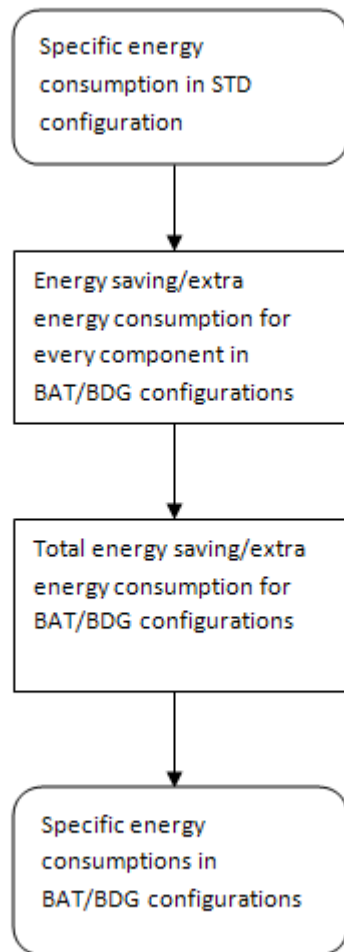 Specific energy
consumption in STD
configuration
Energy saving/extra
energy consumption for
every component in
BAT/BDG configurations
Total energy saving/extra
energy consumption for
BAT/BDG configurations
Specific energy
consumptions in
BAT/BDG configurations